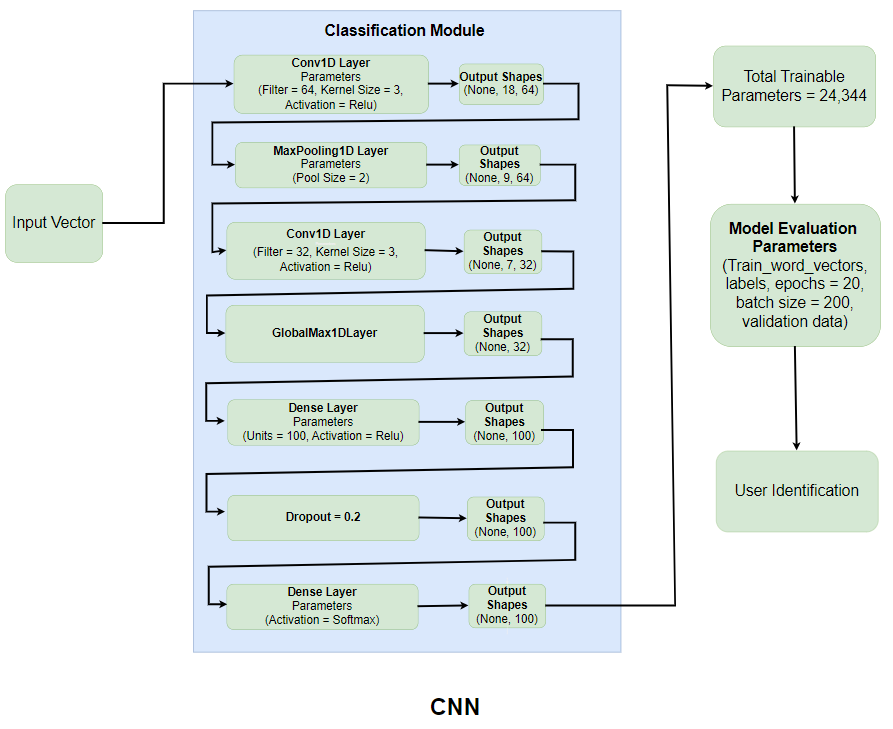 Classification Module
Input Vector
Conv1D Layer
Parameters
(Filter = 64, Kernel Size = 3,
Activation = Relu)
Output Shapes
(None, 18, 64)
MaxPooling1D Layer
Parameters
(Pool Size = 2)
Output
Shapes
(None, 9, 64)
Conv1D Layer
(Filter = 32, Kernel Size = 3,
Activation = Relu)
Output
Shapes
(None, 7, 32)
GlobalMax1DLayer
Output
Shapes
(None, 32)
Dense Layer
Parameters
(Units = 100, Activation = Relu)
Output
Shapes
(None, 100)
Dropout = 0.2
Output
Shapes
(None, 100)
Dense Layer
Parameters
(Activation = Softmax)
Output
Shapes
(None, 100)
Total Trainable
Parameters = 24,344
Model Evaluation
Parameters
(Train_word_vectors,
labels, epochs = 20,
batch size = 200,
validation data)
User Identification
CNN